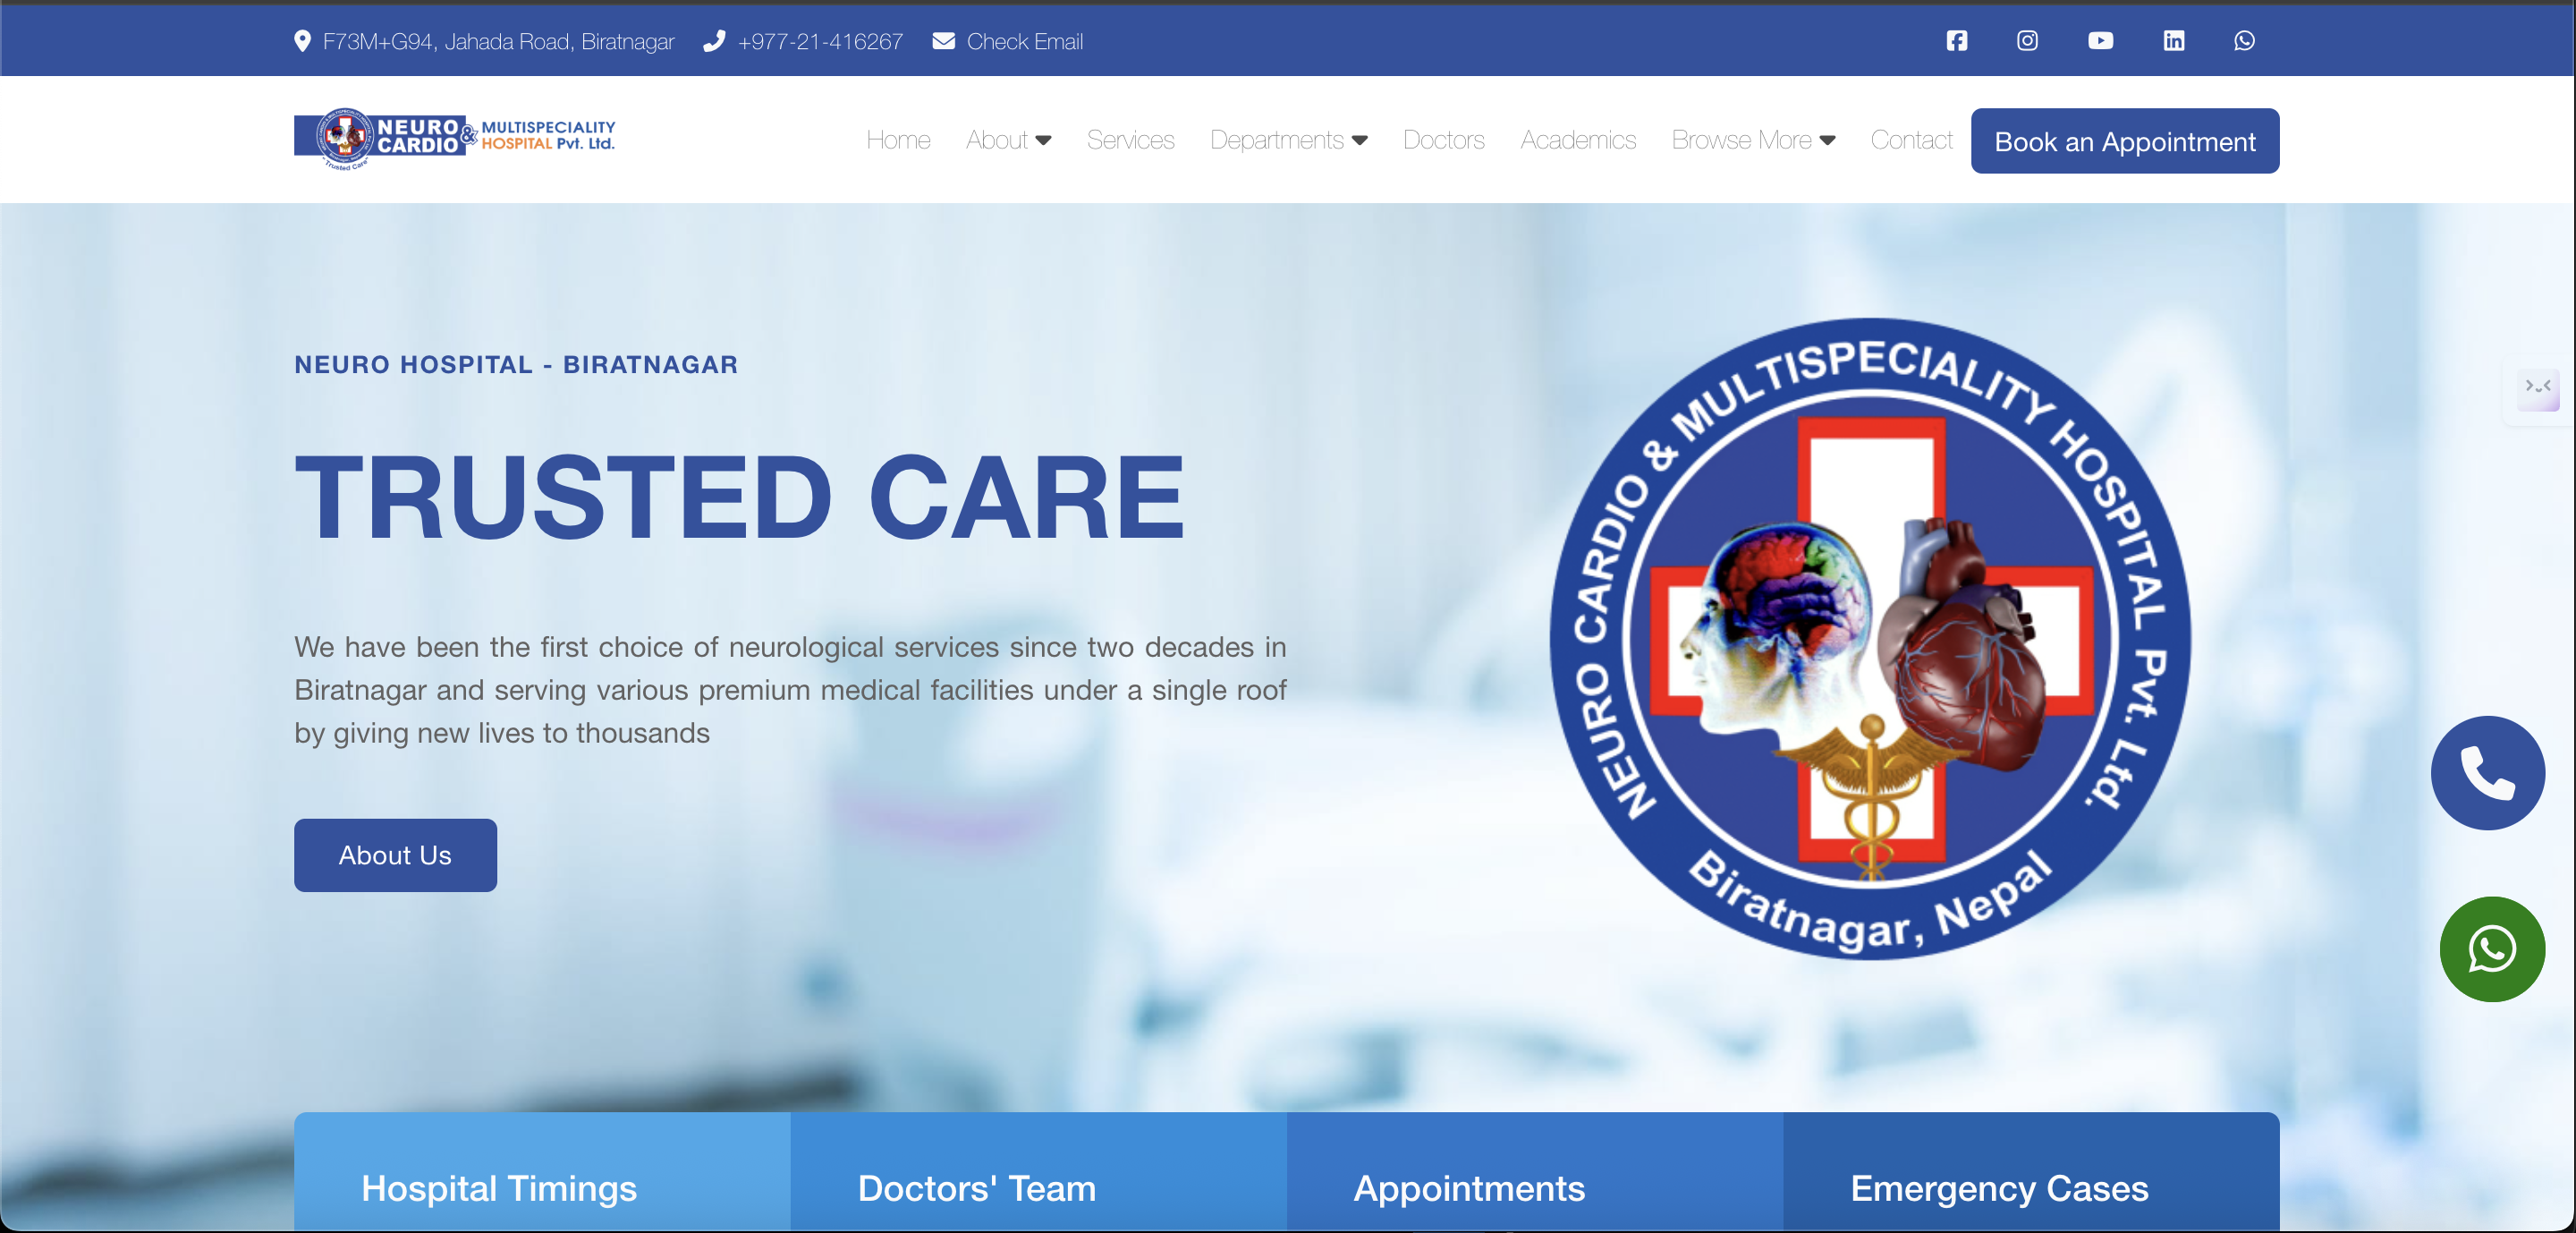 F73M+G94, Jahada Road, Biratnagar
+977-21-416267
Check Email
NEURO CARDIO & MULTISPECIALITY HOSPITAL Pvt. Ltd.
"Trusted Care"
Home
About
Services
Departments
Doctors
Academics
Browse More
Contact
Book an Appointment
NEURO HOSPITAL - BIRATNAGAR
TRUSTED CARE
We have been the first choice of neurological services since two decades in
Biratnagar and serving various premium medical facilities under a single roof
by giving new lives to thousands
About Us
NEURO CARDIO & MULTISPECIALITY HOSPITAL Pvt. Ltd.
Biratnagar, Nepal
Hospital Timings
Doctors' Team
Appointments
Emergency Cases